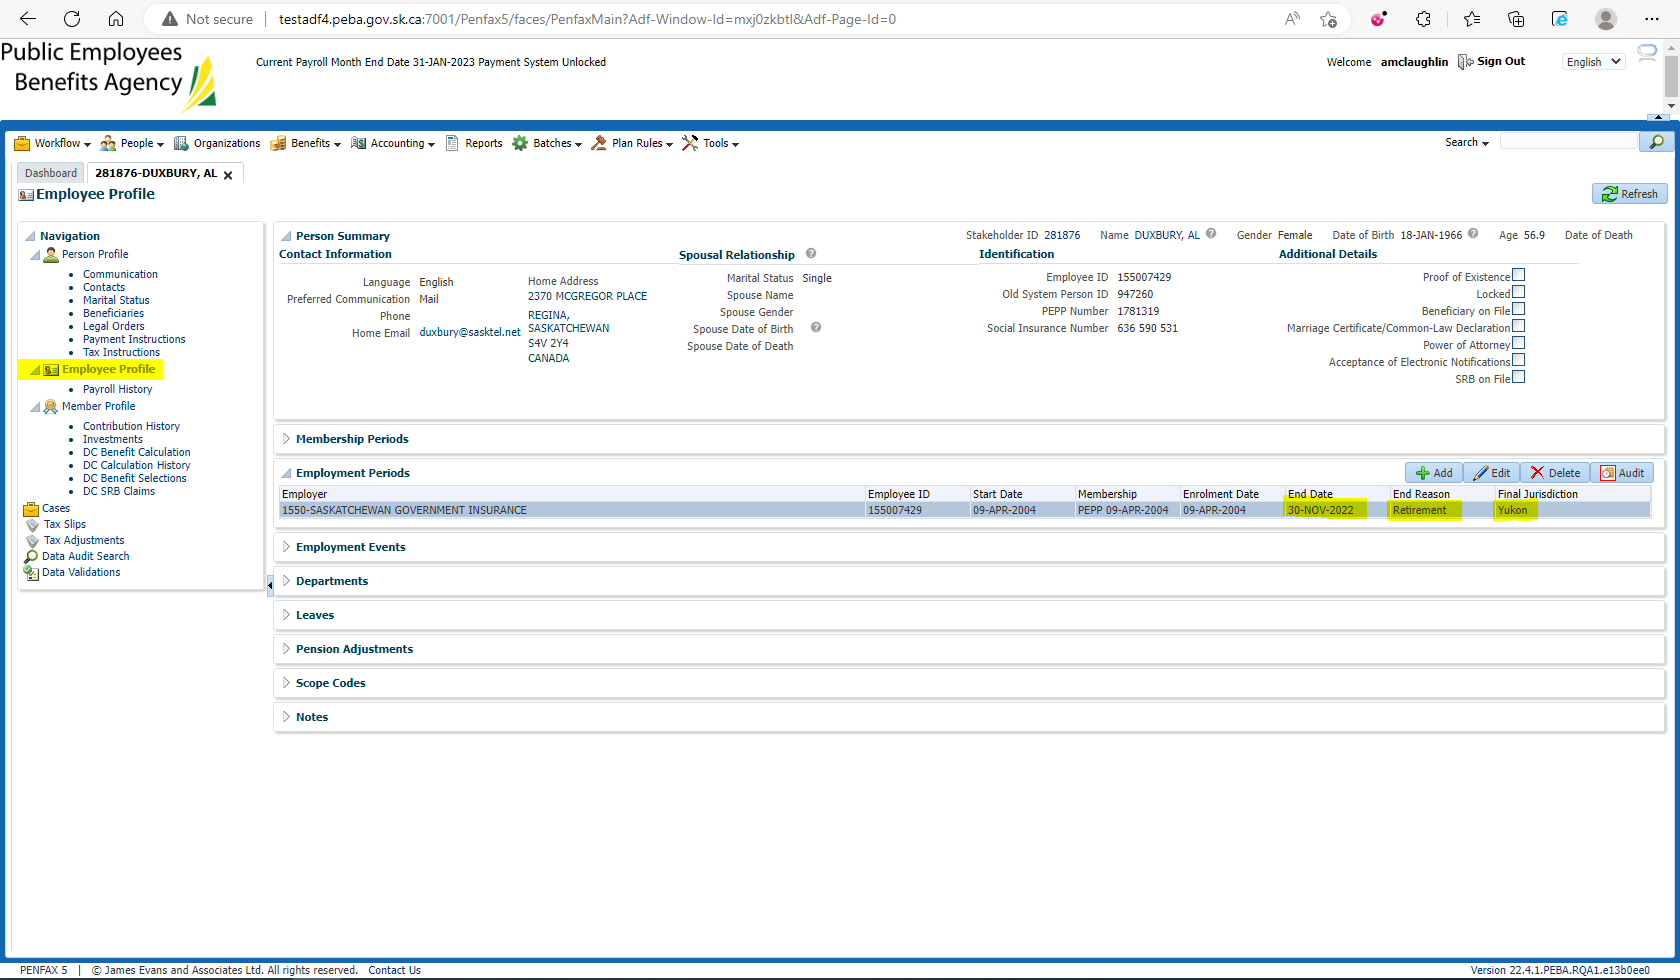 Not secure testadf4.peba.gov.sk.ca:7001/Penfax5/faces/PenfaxMain?Adf-Window-Id=mxj0zkbtl&Adf-Page-Id=0
Public Employees
Benefits Agency
Current Payroll Month End Date 31-JAN-2023 Payment System Unlocked
Welcome amclaughlin Sign Out English
Workflow People Organizations Benefits Accounting Reports Batches Plan Rules Tools Search
Dashboard 281876-DUXBURY, AL
Employee Profile
Refresh
Navigation
Person Profile
Communication
Contacts
Marital Status
Beneficiaries
Legal Orders
Payment Instructions
Tax Instructions
Employee Profile
Payroll History
Member Profile
Contribution History
Investments
DC Benefit Calculation
DC Calculation History
DC Benefit Selections
DC SRB Claims
Cases
Tax Slips
Tax Adjustments
Data Audit Search
Data Validations
Person Summary
Stakeholder ID 281876 Name DUXBURY, AL Gender Female Date of Birth 18-JAN-1966 Age 56.9 Date of Death
Contact Information
Language English
Preferred Communication Mail
Phone
Home Email duxbury@sasktel.net
Home Address
2370 MCGREGOR PLACE
REGINA,
SASKATCHEWAN
S4V 2Y4
CANADA
Spousal Relationship
Marital Status Single
Spouse Name
Spouse Gender
Spouse Date of Birth
Spouse Date of Death
Identification
Employee ID 155007429
Old System Person ID 947260
PEPP Number 1781319
Social Insurance Number 636 590 531
Additional Details
Proof of Existence
Locked
Beneficiary on File
Marriage Certificate/Common-Law Declaration
Power of Attorney
Acceptance of Electronic Notifications
SRB on File
Membership Periods
Employment Periods
Add Edit Delete Audit
Employer Employee ID Start Date Membership Enrolment Date End Date End Reason Final Jurisdiction
1550-SASKATCHEWAN GOVERNMENT INSURANCE 155007429 09-APR-2004 PEPP 09-APR-2004 09-APR-2004 30-NOV-2022 Retirement Yukon
Employment Events
Departments
Leaves
Pension Adjustments
Scope Codes
Notes
PENFAX 5 | © James Evans and Associates Ltd. All rights reserved. Contact Us
Version 22.4.1.PEBA.RQA1.e13b0ee0